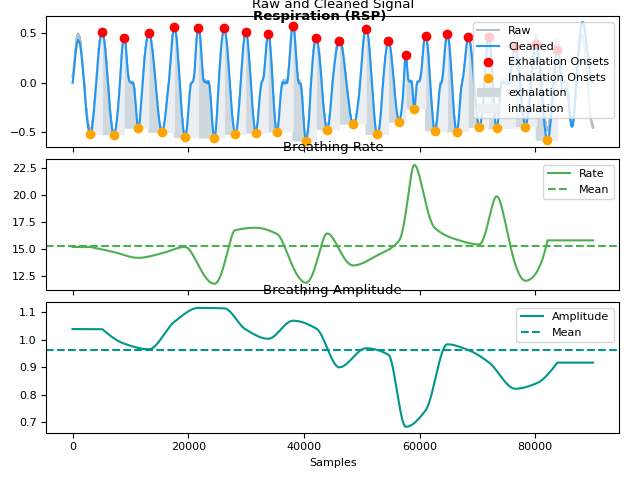 Raw and Cleaned Signal
Respiration (RSP)
0.5
0.0
−0.5
Raw
Cleaned
Exhalation Onsets
Inhalation Onsets
exhalation
inhalation
Breathing Rate
22.5
20.0
17.5
15.0
12.5
Rate
Mean
Breathing Amplitude
1.1
1.0
0.9
0.8
0.7
Amplitude
Mean
0 20000 40000 60000 80000
Samples